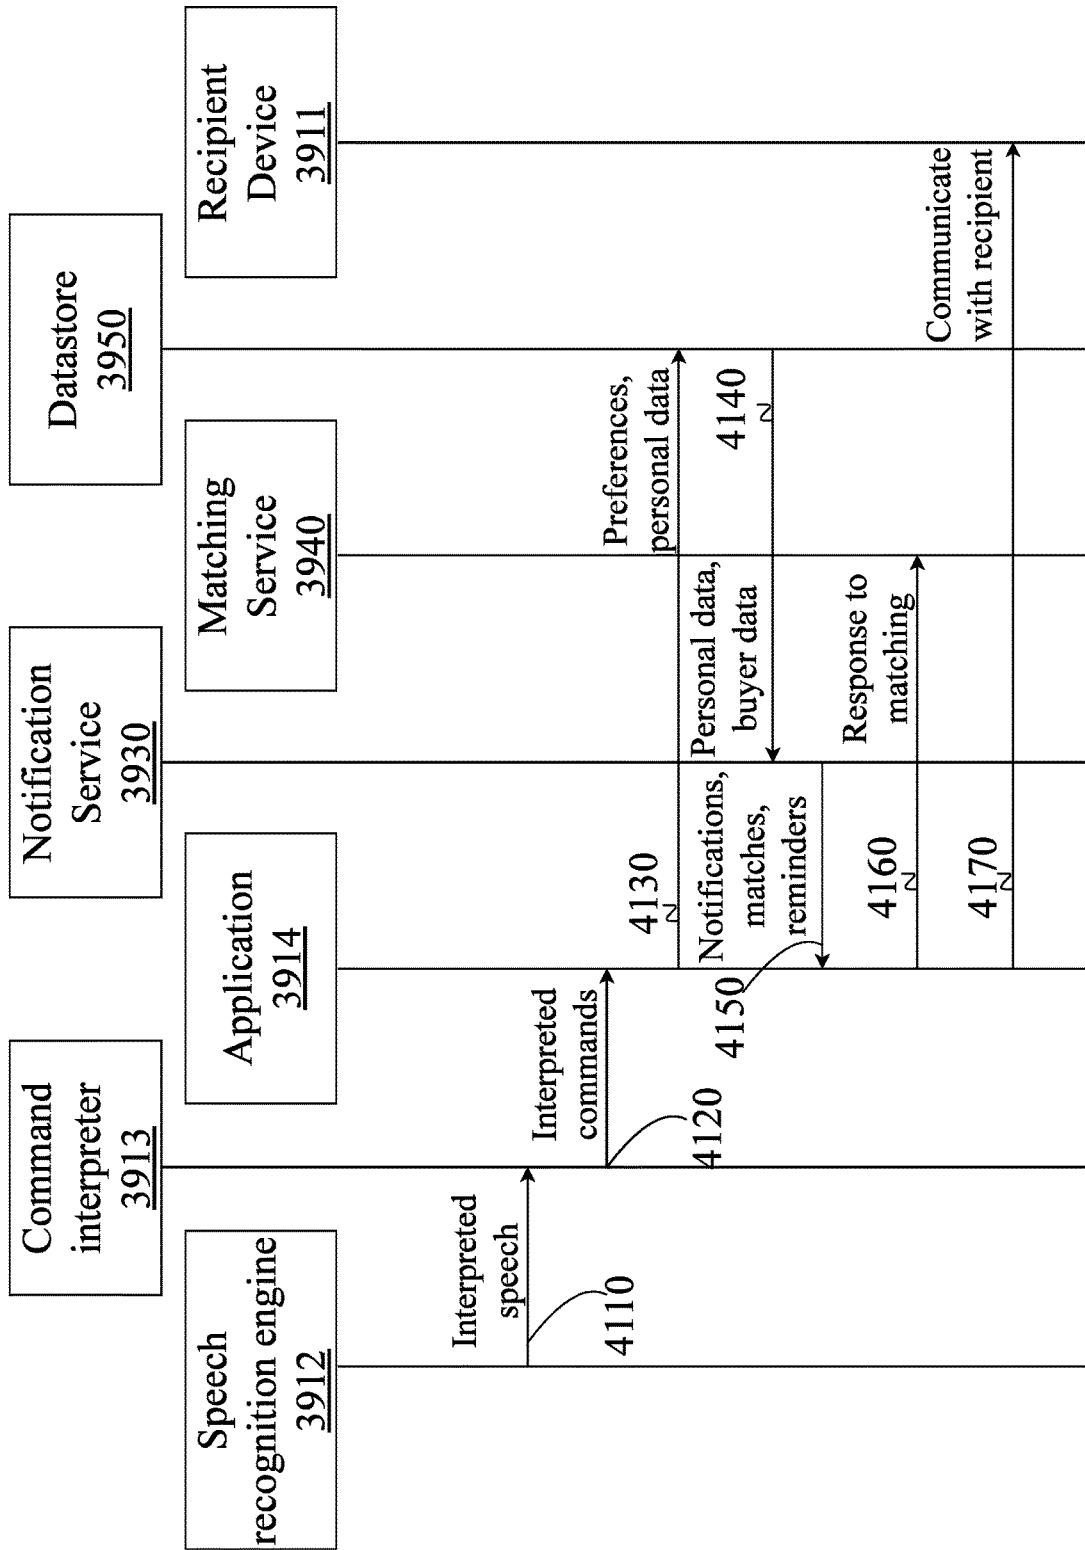 Speech
recognition engine
3912
Command
interpreter
3913
Application
3914
Notification
Service
3930
Matching
Service
3940
Datastore
3950
Recipient
Device
3911
Interpreted
speech
4110
Interpreted
commands
4120
4130
Preferences,
personal data
Personal data,
buyer data
4140
Notifications,
matches,
reminders
4150
4160
Response to
matching
4170
Communicate
with recipient